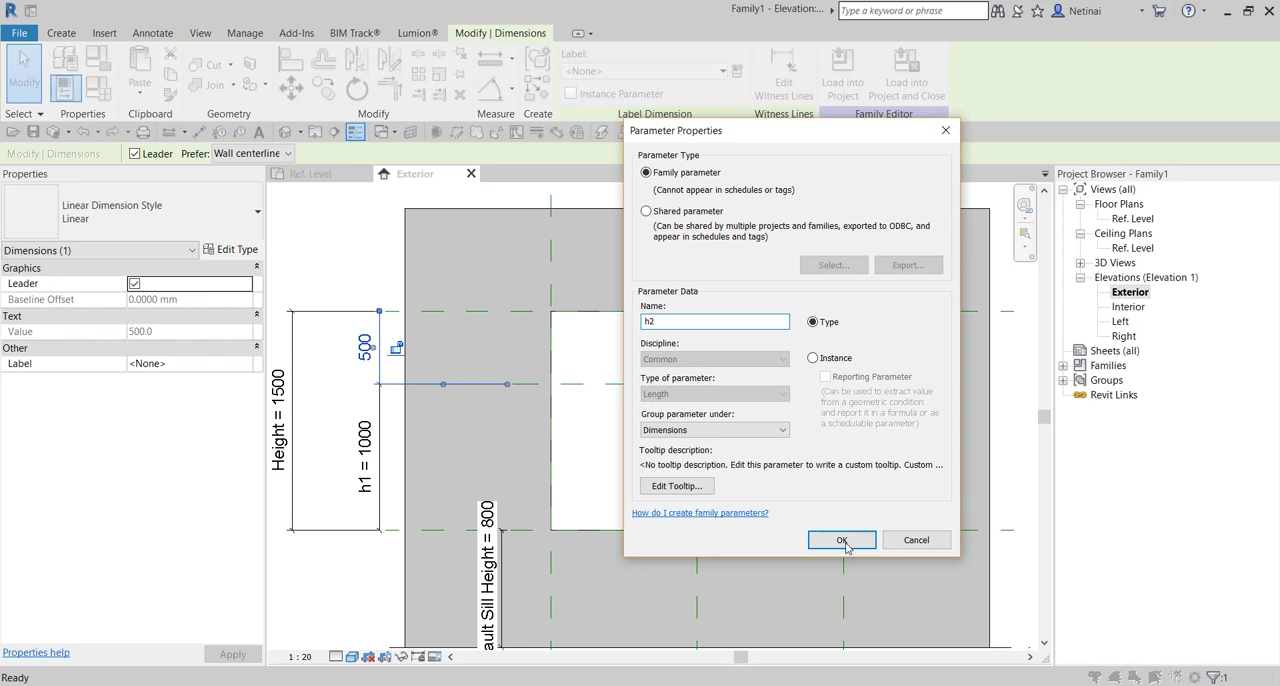 Family1 - Elevation:...
Type a keyword or phrase
Netinai
File
Create
Insert
Annotate
View
Manage
Add-Ins
BIM Track®
Lumion®
Modify | Dimensions
Modify
Paste
Cut
Join
Label:
<None>
Instance Parameter
Edit
Witness Lines
Load into
Project
Load into
Project and Close
Select
Properties
Clipboard
Geometry
Modify
Measure
Create
Label Dimension
Witness Lines
Family Editor
Modify | Dimensions
Leader
Prefer:
Wall centerline
Properties
Linear Dimension Style
Linear
Dimensions (1)
Edit Type
Graphics
Leader
Baseline Offset
0.0000 mm
Text
Value
500.0
Other
Label
<None>
Properties help
Apply
Ref. Level
Exterior
Height = 1500
500
h1 = 1000
ault Sill Height = 800
1 : 20
Parameter Properties
Parameter Type
Family parameter
(Cannot appear in schedules or tags)
Shared parameter
(Can be shared by multiple projects and families, exported to ODBC, and
appear in schedules and tags)
Select...
Export...
Parameter Data
Name:
h2
Type
Discipline:
Common
Instance
Type of parameter:
Length
Reporting Parameter
(Can be used to extract value
from a geometric condition
and report it in a formula or as
a schedulable parameter)
Group parameter under:
Dimensions
Tooltip description:
<No tooltip description. Edit this parameter to write a custom tooltip. Custom ...
Edit Tooltip...
How do I create family parameters?
OK
Cancel
Project Browser - Family1
Views (all)
Floor Plans
Ref. Level
Ceiling Plans
Ref. Level
3D Views
Elevations (Elevation 1)
Exterior
Interior
Left
Right
Sheets (all)
Families
Groups
Revit Links
Ready
:1